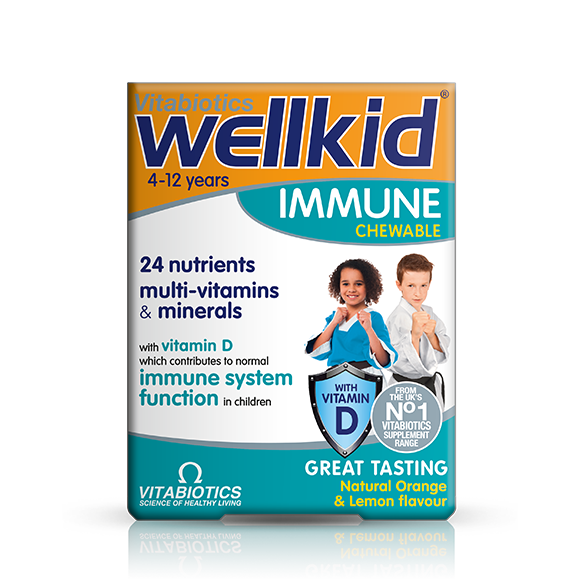 Vitabiotics
wellkid®
4-12 years
IMMUNE
CHEWABLE
24 nutrients
multi-vitamins
& minerals
with vitamin D
which contributes to normal
immune system
function in children
WITH
VITAMIN
D
FROM
THE UK'S
Nº1
VITABIOTICS
SUPPLEMENT
RANGE
GREAT TASTING
Natural Orange
& Lemon flavour
VITABIOTICS
SCIENCE OF HEALTHY LIVING